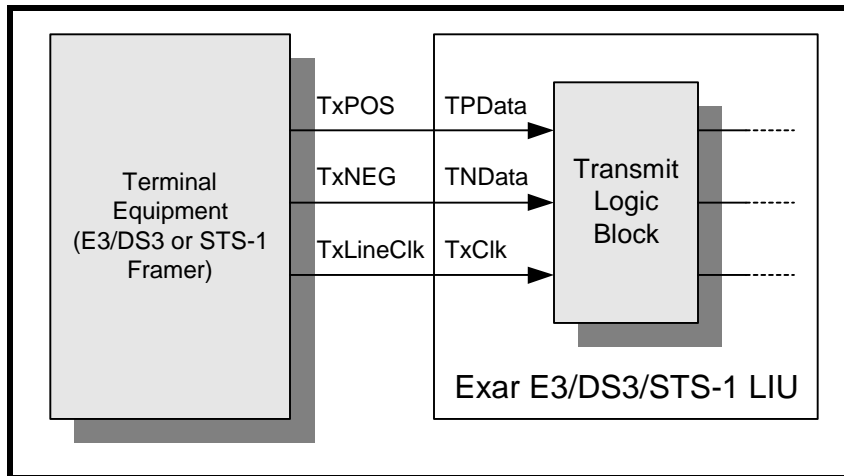 Terminal
Equipment
(E3/DS3 or STS-1
Framer)
TxPOS
TPData
TxNEG
TNData
TxLineClk
TxClk
Transmit
Logic
Block
Exar E3/DS3/STS-1 LIU